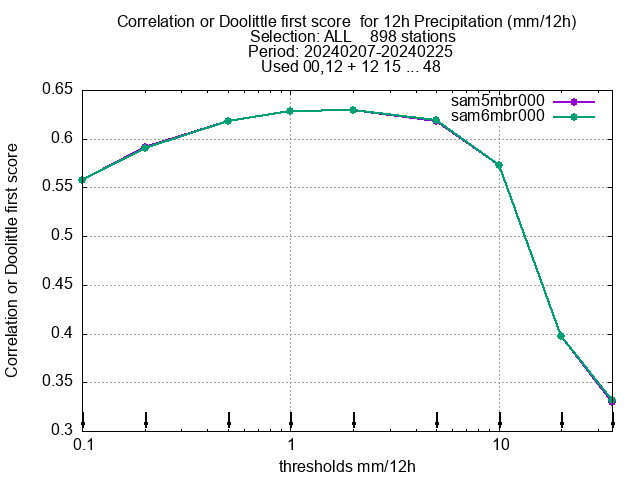 Correlation or Doolittle first score  for 12h Precipitation (mm/12h)
Selection: ALL    898 stations
Period: 20240207-20240225
Used 00,12 + 12 15 ... 48
sam5mbr000
sam6mbr000
0.65
0.6
0.55
0.5
0.45
0.4
0.35
0.3
Correlation or Doolittle first score
0.1 1 10
thresholds mm/12h